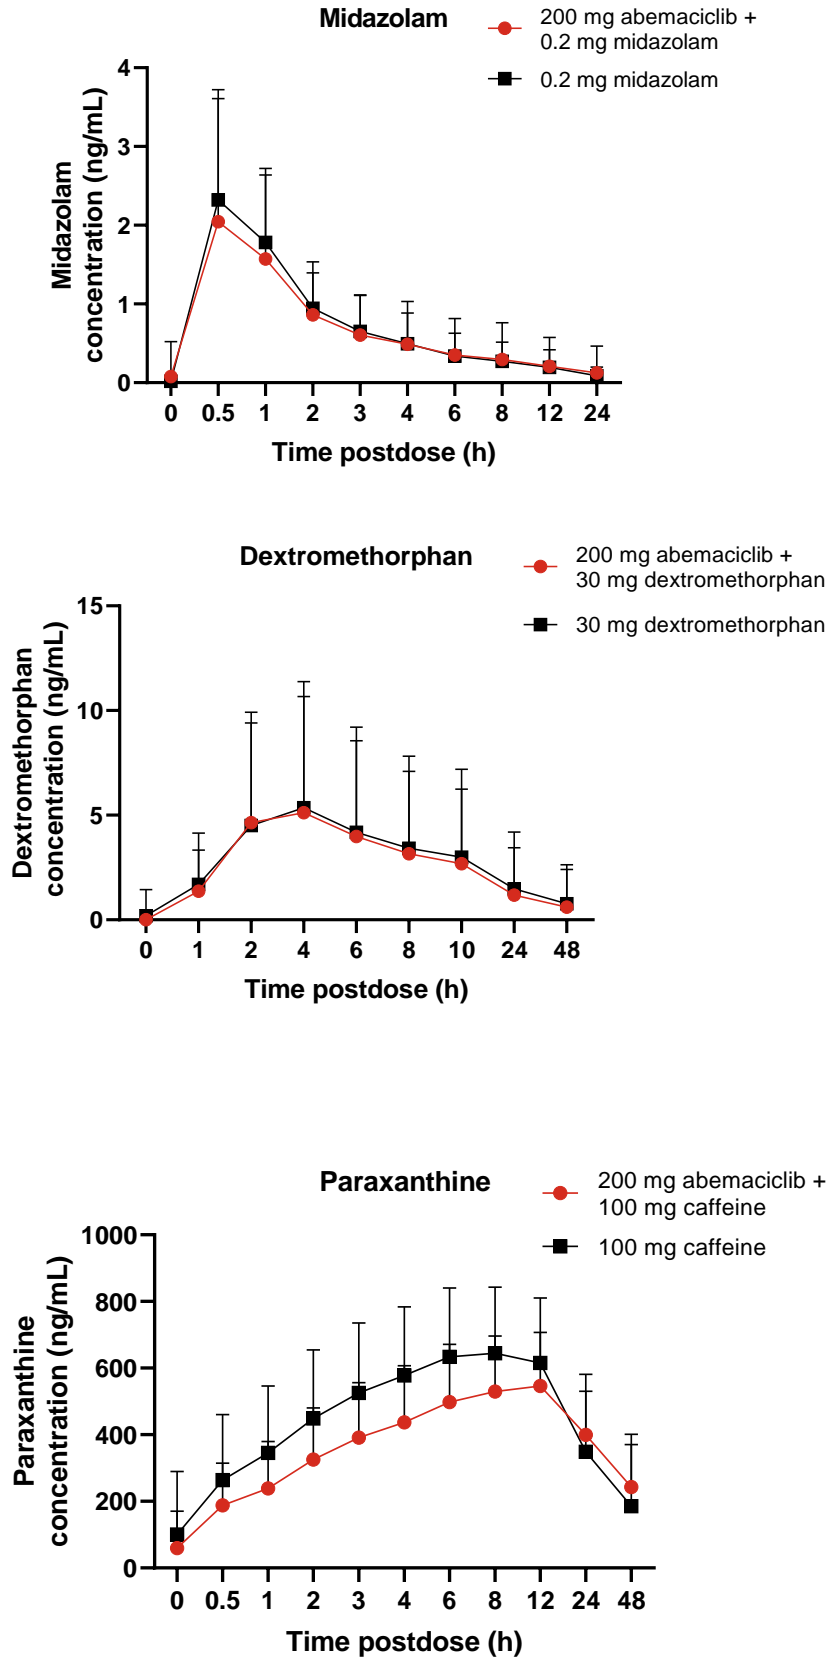 Midazolam
200 mg abemaciclib +
0.2 mg midazolam
0.2 mg midazolam
Midazolam
concentration (ng/mL)
4
3
2
1
0
0 0.5 1 2 3 4 6 8 12 24
Time postdose (h)
Dextromethorphan
200 mg abemaciclib +
30 mg dextromethorphan
30 mg dextromethorphan
Dextromethorphan
concentration (ng/mL)
15
10
5
0
0 1 2 4 6 8 10 24 48
Time postdose (h)
Paraxanthine
200 mg abemaciclib +
100 mg caffeine
100 mg caffeine
Paraxanthine
concentration (ng/mL)
1000
800
600
400
200
0
0 0.5 1 2 3 4 6 8 12 24 48
Time postdose (h)